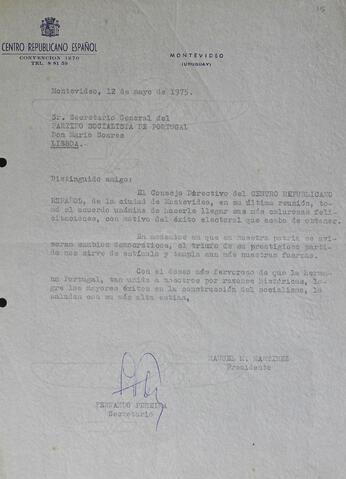 15
CENTRO REPUBLICANO ESPAÑOL
CONVENCION 1270
TEL. 8 81 59
MONTEVIDEO
(URUGUAY)
Montevideo, 12 de mayo de 1975.
Sr. Secretario General del
PARTIDO SOCIALISTA DE PORTUGAL
Don Mario Soares
LISBOA.-
Distinguido amigo:
El Consejo Directivo del CENTRO REPUBLICANO
ESPAÑOL, de la ciudad de Montevideo, en su última reunión, to
el acuerdo unánime de hacerle llegar sus más calurosas feli
citaciones, con motivo del éxito electoral que acaba de obtener.
En momentos en que en nuestra patria se avi-
cambios democráticos, el triunfo de su prestigioso parti-
nos sirve de estímulo y templa aún más nuestras fuerzas.
Con el deseo más fervoroso de que la herma-
Portugal, tan unida a nosotros por razones históricas, lo-
gre los mayores éxitos en la construcción del socialismo, le
saludan con su más alta estima,
MANUEL M. MARTINEZ
Presidente
FERNANDO PEREIRA
Secretario